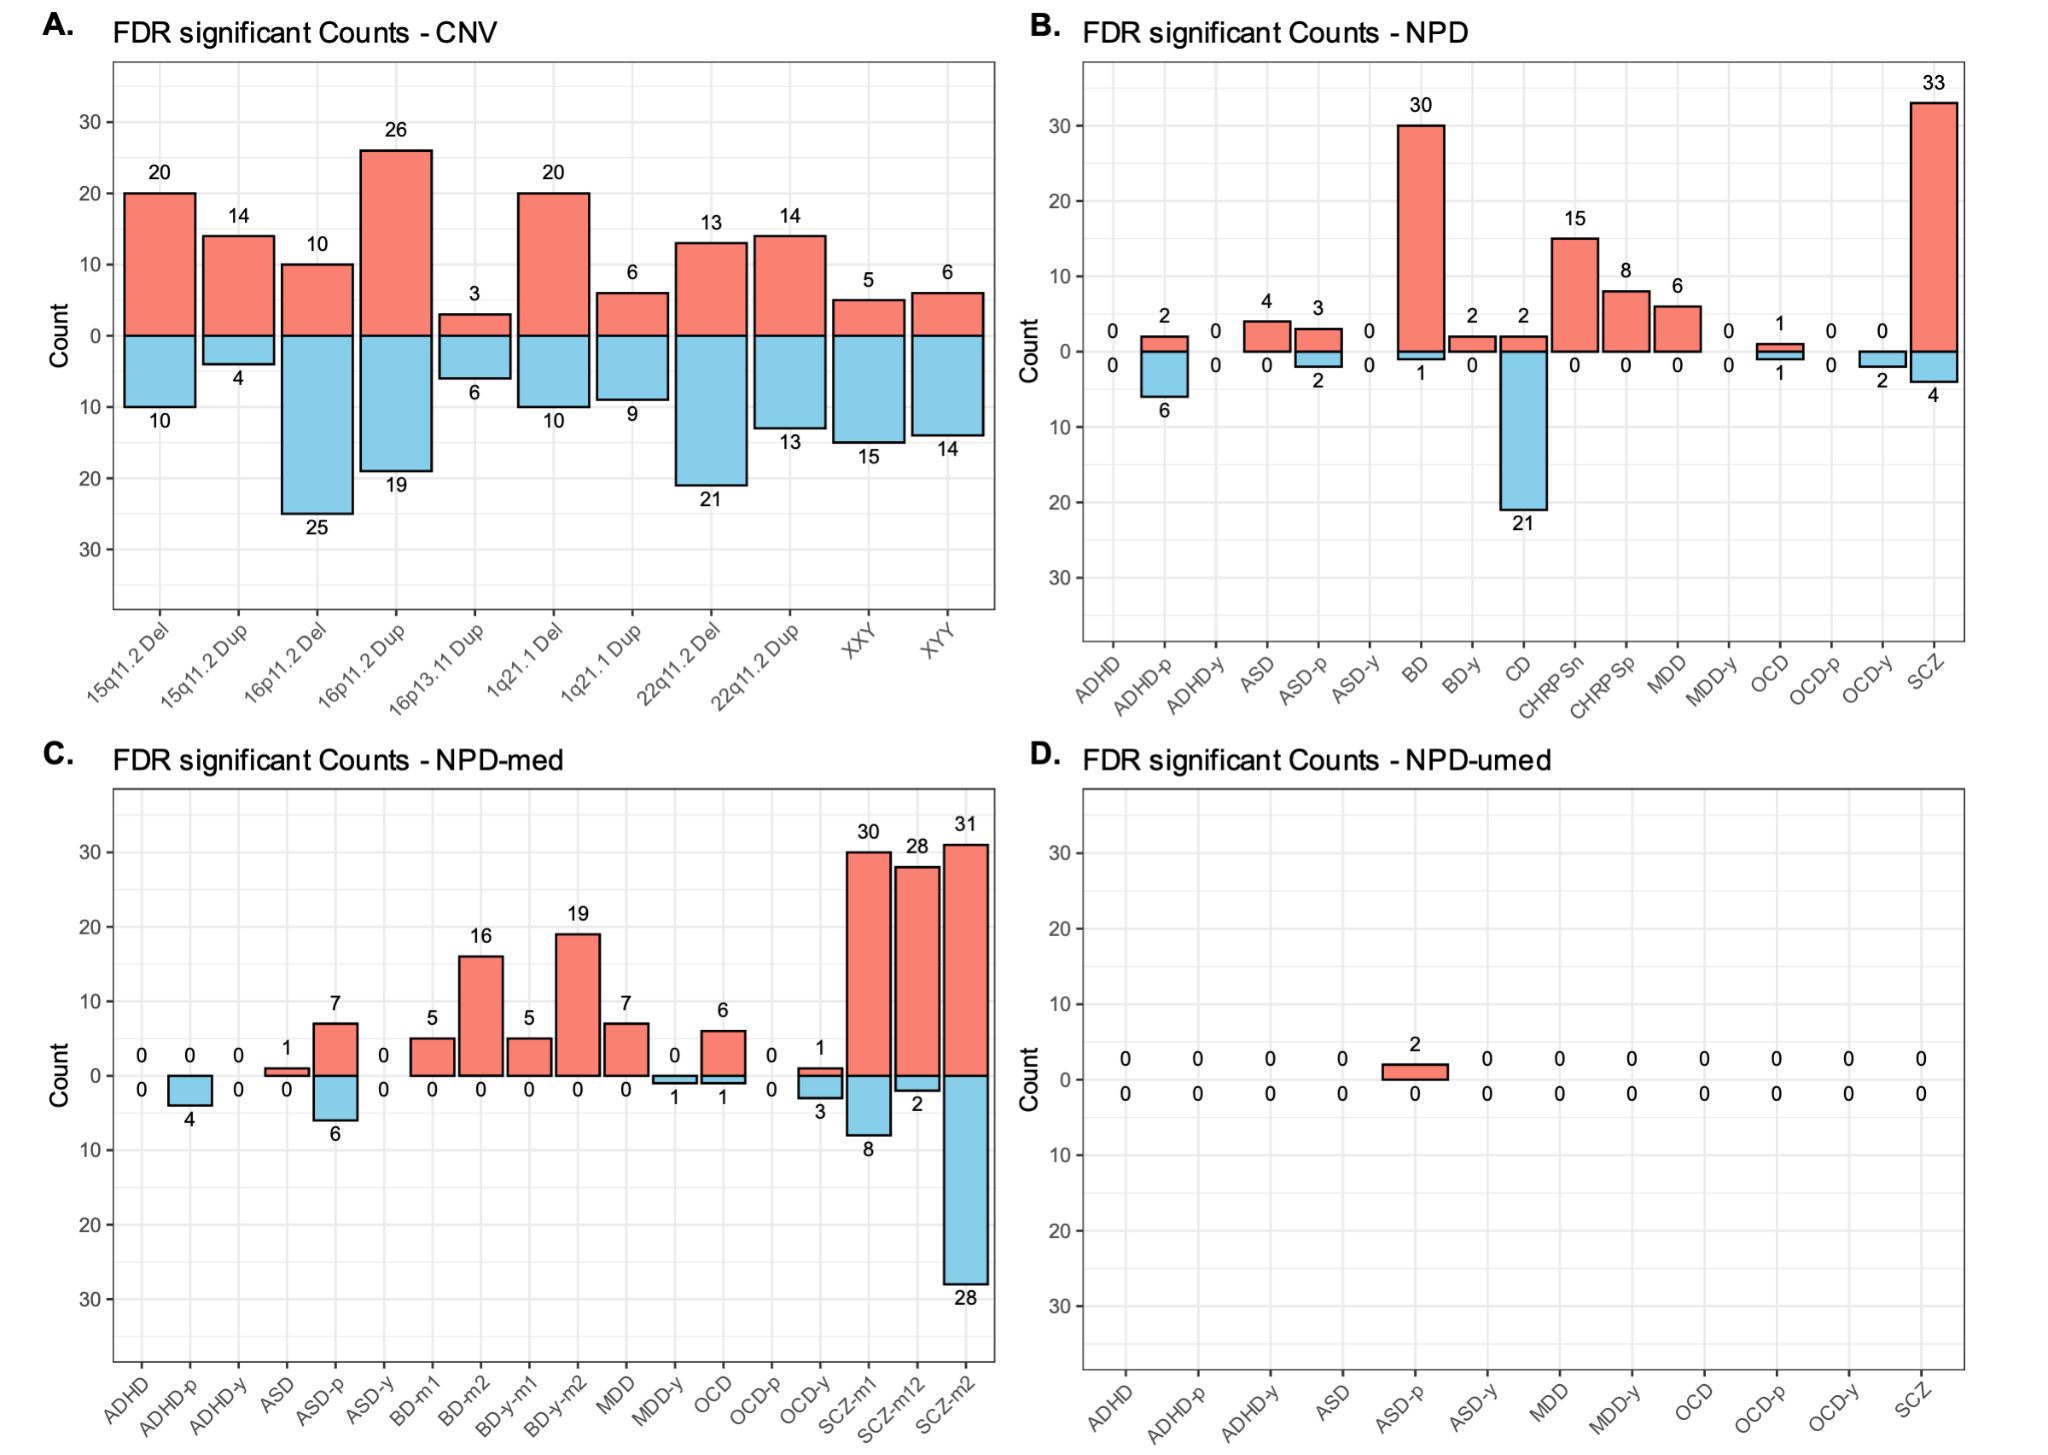 A. FDR significant Counts - CNV
Count
30
20
10
0
10
20
30
20 14 10 26 3 20 6 13 14 5 6
10 4 25 19 6 10 9 21 13 15 14
15q11.2 Del 15q11.2 Dup 16p11.2 Del 16p11.2 Dup 16p13.11 Dup 1q21.1 Del 1q21.1 Dup 22q11.2 Del 22q11.2 Dup XXY XYY
B. FDR significant Counts - NPD
Count
30
20
10
0
10
20
30
0 2 0 4 3 0 30 2 2 15 8 6 0 1 0 0 33
0 6 0 0 2 0 1 0 21 0 0 0 0 1 0 2 4
ADHD ADHD-p ADHD-y ASD ASD-p ASD-y BD BD-y CD CHRPSn CHRPSp MDD MDD-y OCD OCD-p OCD-y SCZ
C. FDR significant Counts - NPD-med
Count
30
20
10
0
10
20
30
0 0 0 1 7 0 5 16 5 19 7 0 6 0 1 30 28 31
0 4 0 0 6 0 0 0 0 0 0 1 1 0 3 8 2 28
ADHD ADHD-p ADHD-y ASD ASD-p ASD-y BD-m1 BD-m2 BD-y-m1 BD-y-m2 MDD MDD-y OCD OCD-p OCD-y SCZ-m1 SCZ-m12 SCZ-m2
D. FDR significant Counts - NPD-umed
Count
30
20
10
0
10
20
30
0 0 0 0 2 0 0 0 0 0 0 0
0 0 0 0 0 0 0 0 0 0 0 0
ADHD ADHD-p ADHD-y ASD ASD-p ASD-y MDD MDD-y OCD OCD-p OCD-y SCZ